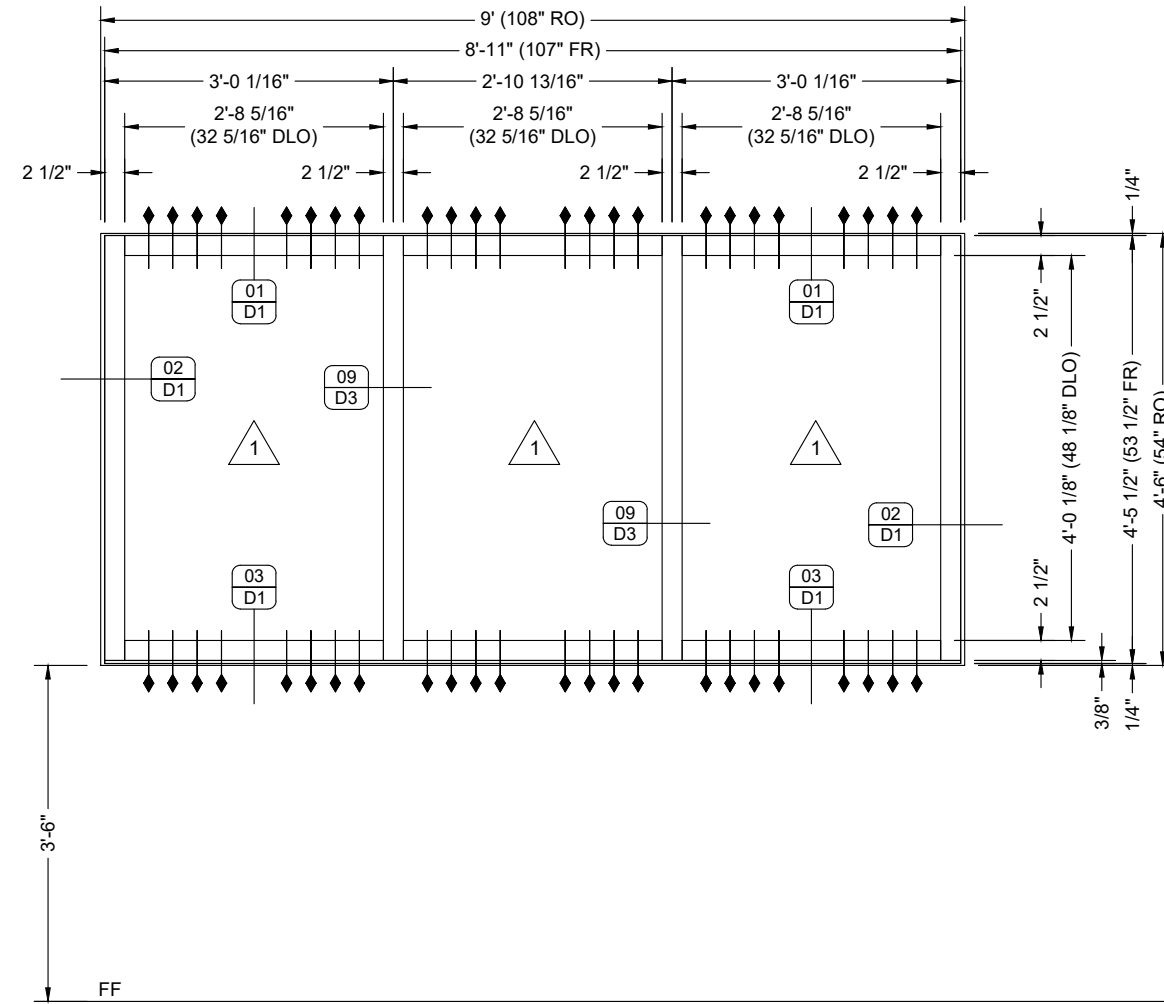 9' (108" RO)
8'-11" (107" FR)
3'-0 1/16" 2'-10 13/16" 3'-0 1/16"
2'-8 5/16" 2'-8 5/16" 2'-8 5/16"
(32 5/16" DLO) (32 5/16" DLO) (32 5/16" DLO)
2 1/2" 2 1/2" 2 1/2" 2 1/2"
1/4"
01 01
D1 D1
2 1/2"
02
D1
09
D3
1 1 1
4'-0 1/8" (48 1/8" DLO)
4'-5 1/2" (53 1/2" FR)
4'-6" (54" RO)
09
D3
02
D1
03 03
D1 D1
2 1/2"
3/8"
1/4"
3'-6"
FF